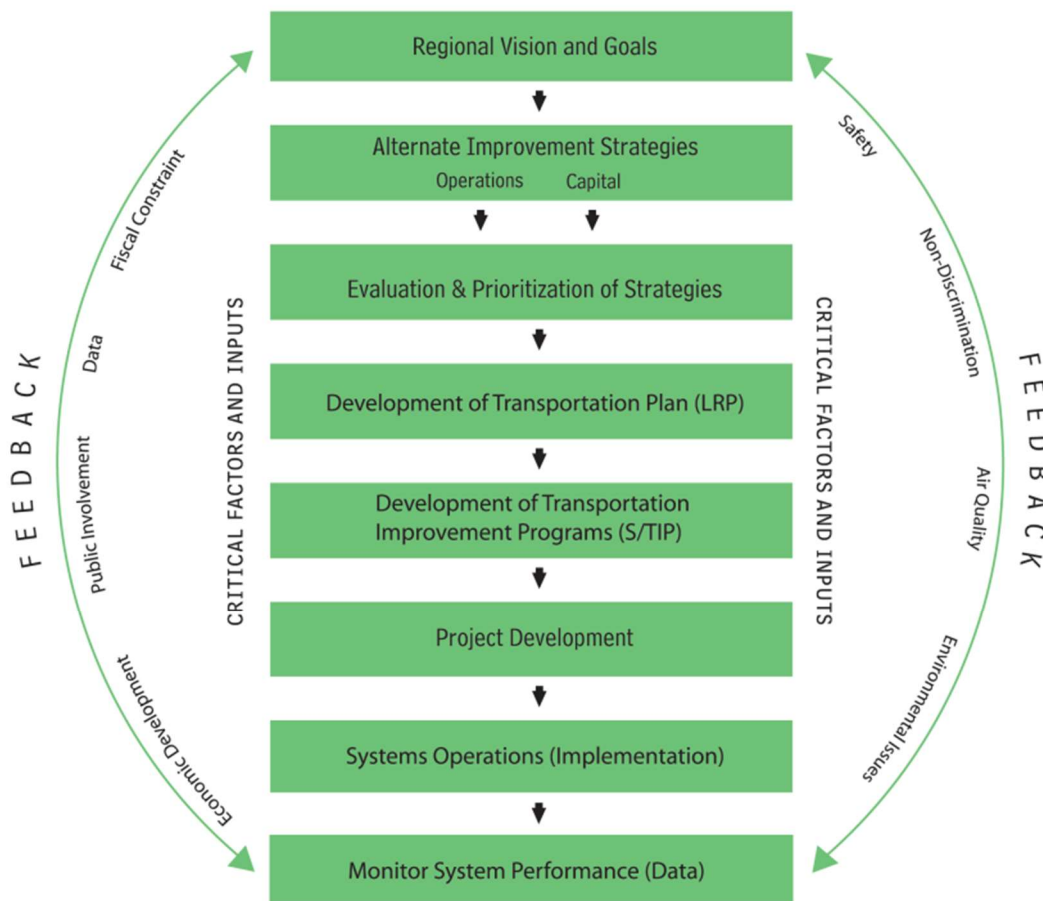 Regional Vision and Goals
Alternate Improvement Strategies
Operations Capital
Evaluation & Prioritization of Strategies
Development of Transportation Plan (LRP)
Development of Transportation
Improvement Programs (S/TIP)
Project Development
Systems Operations (Implementation)
Monitor System Performance (Data)
FEEDBACK
Fiscal Constraint
Data
Public Involvement
Economic Development
CRITICAL FACTORS AND INPUTS
CRITICAL FACTORS AND INPUTS
Safety
Non-Discrimination
Air Quality
Environmental Issues
FEEDBACK